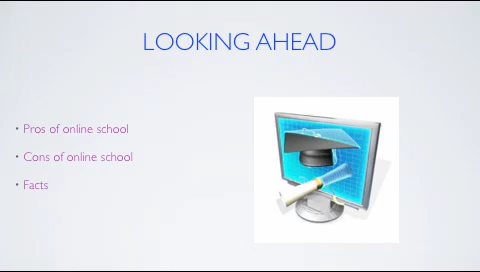 LOOKING AHEAD
• Pros of online school
• Cons of online school
• Facts